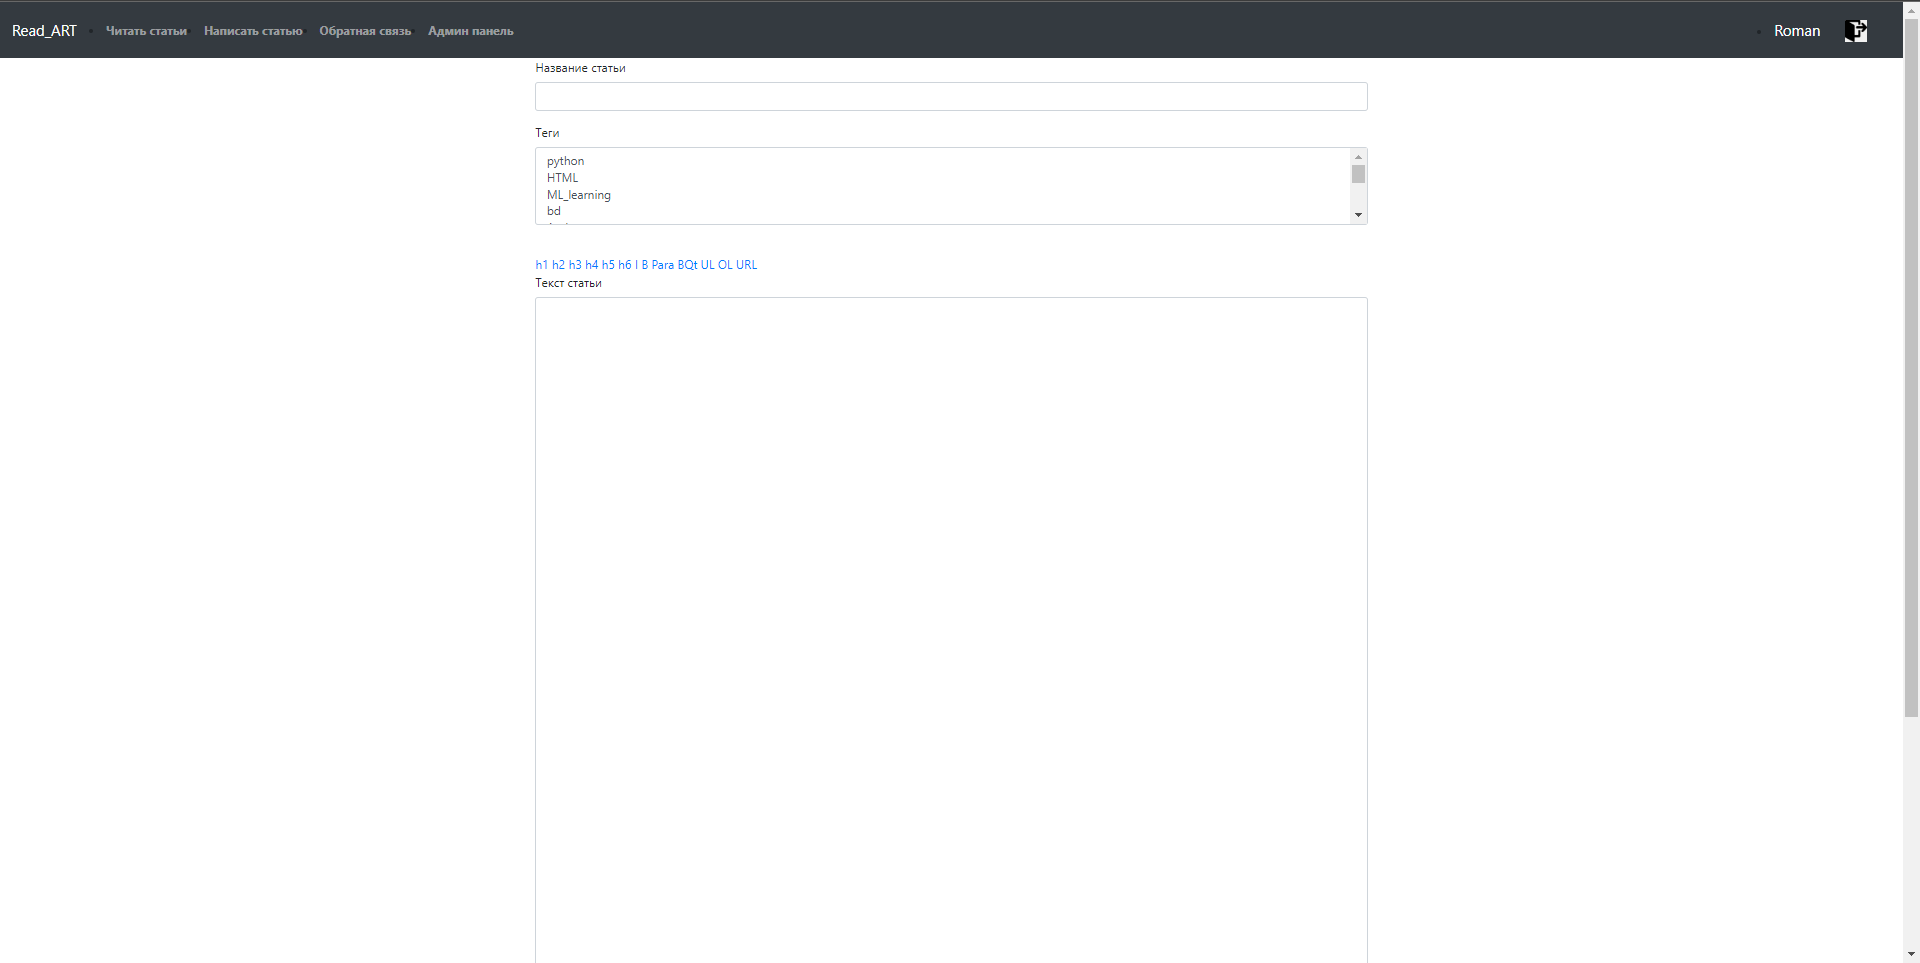 Read_ART Читать статьи Написать статью Обратная связь Админ панель Roman
Название статьи
Теги
python
HTML
ML_learning
bd
h1 h2 h3 h4 h5 h6 I B Para BQt UL OL URL
Текст статьи